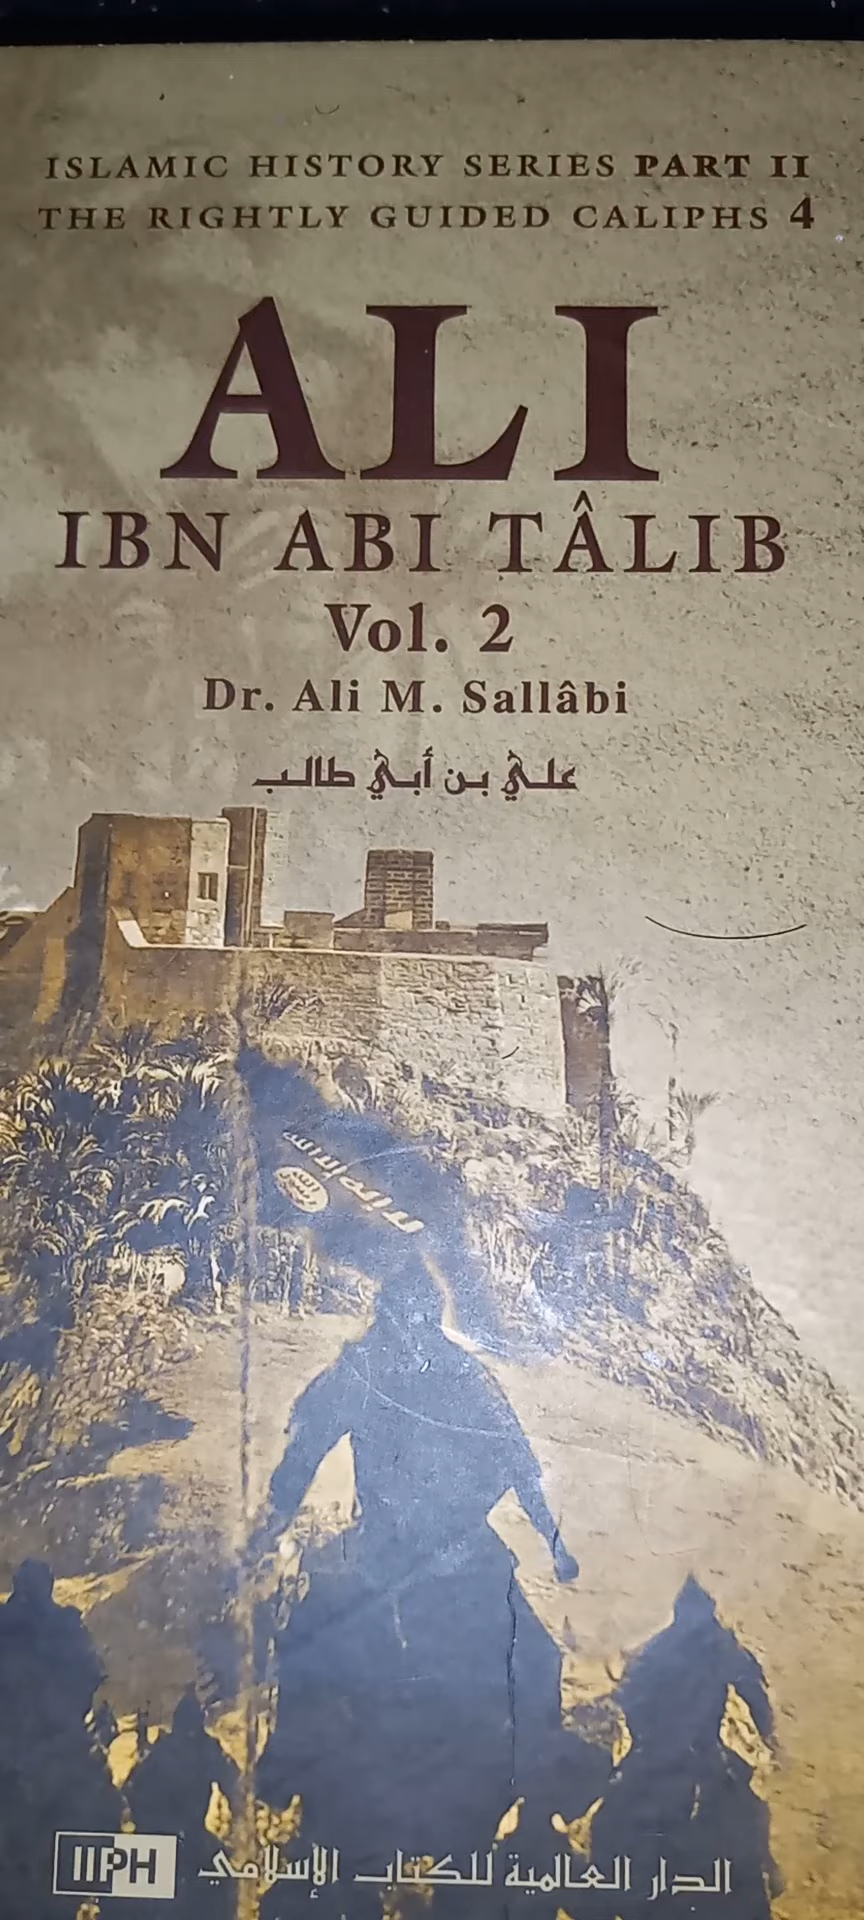 ISLAMIC HISTORY SERIES PART II
THE RIGHTLY GUIDED CALIPHS 4
ALI
IBN ABI TÂLIB
Vol. 2
Dr. Ali M. Sallâbi
علي بن أبي طالب
IIPH
الدار العالمية للكتاب الإسلامي